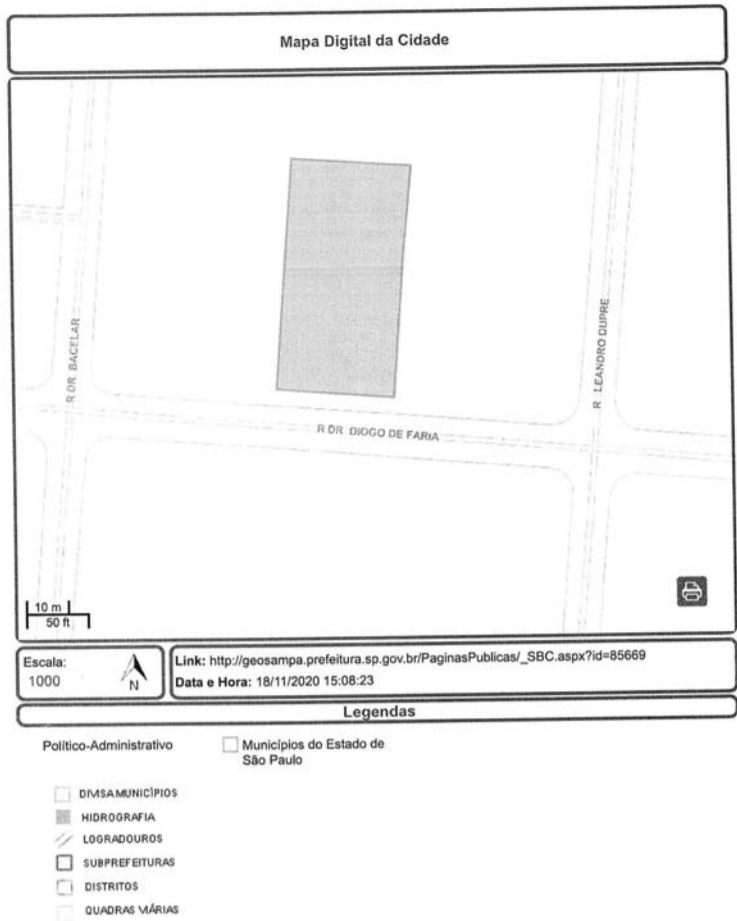 Mapa Digital da Cidade
R DR BACELAR
R LEANDRO DUPRE
R DR DIOGO DE FARIA
10 m
50 ft
Escala:
1000
N
Link: http://geosampa.prefeitura.sp.gov.br/PaginasPublicas/_SBC.aspx?id=85669
Data e Hora: 18/11/2020 15:08:23
Legendas
Político-Administrativo
Municípios do Estado de
São Paulo
DIVISAMUNICÍPIOS
HIDROGRAFIA
LOGRADOUROS
SUBPREFEITURAS
DISTRITOS
QUADRAS VIÁRIAS